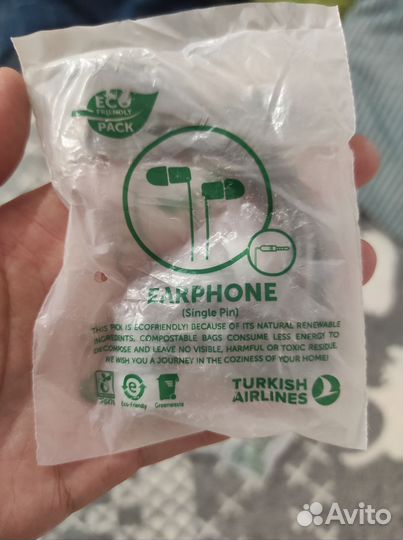 ECO
FRIENDLY
PACK
EARPHONE
(Single Pin)
THIS PACK IS ECOFRIENDLY! BECAUSE OF ITS NATURAL RENEWABLE
INGREDIENTS, COMPOSTABLE BAGS CONSUME LESS ENERGY TO
DECOMPOSE AND LEAVE NO VISIBLE, HARMFUL OR TOXIC RESIDUE.
WE WISH YOU A JOURNEY IN THE COZINESS OF YOUR HOME!
Eco-friendly
Greenwaste
TURKISH
AIRLINES
Avito